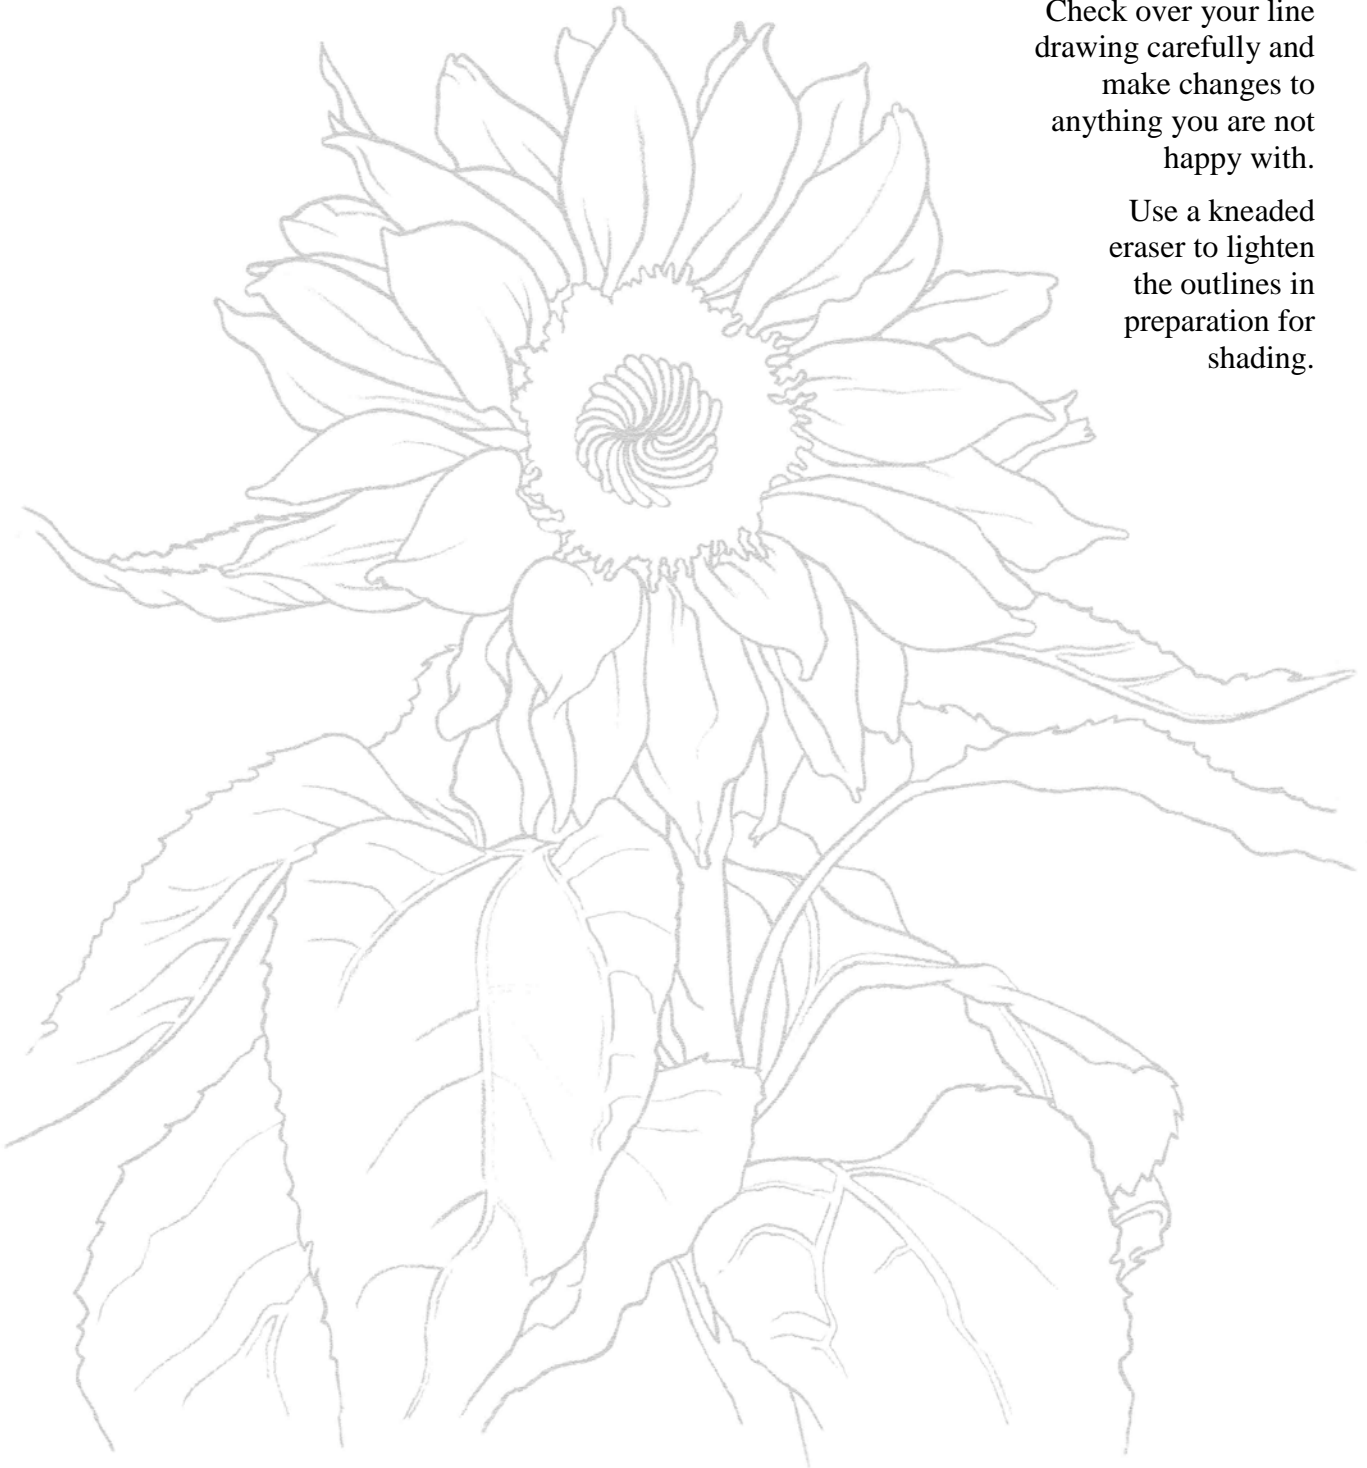 Check over your line
drawing carefully and
make changes to
anything you are not
happy with.
Use a kneaded
eraser to lighten
the outlines in
preparation for
shading.